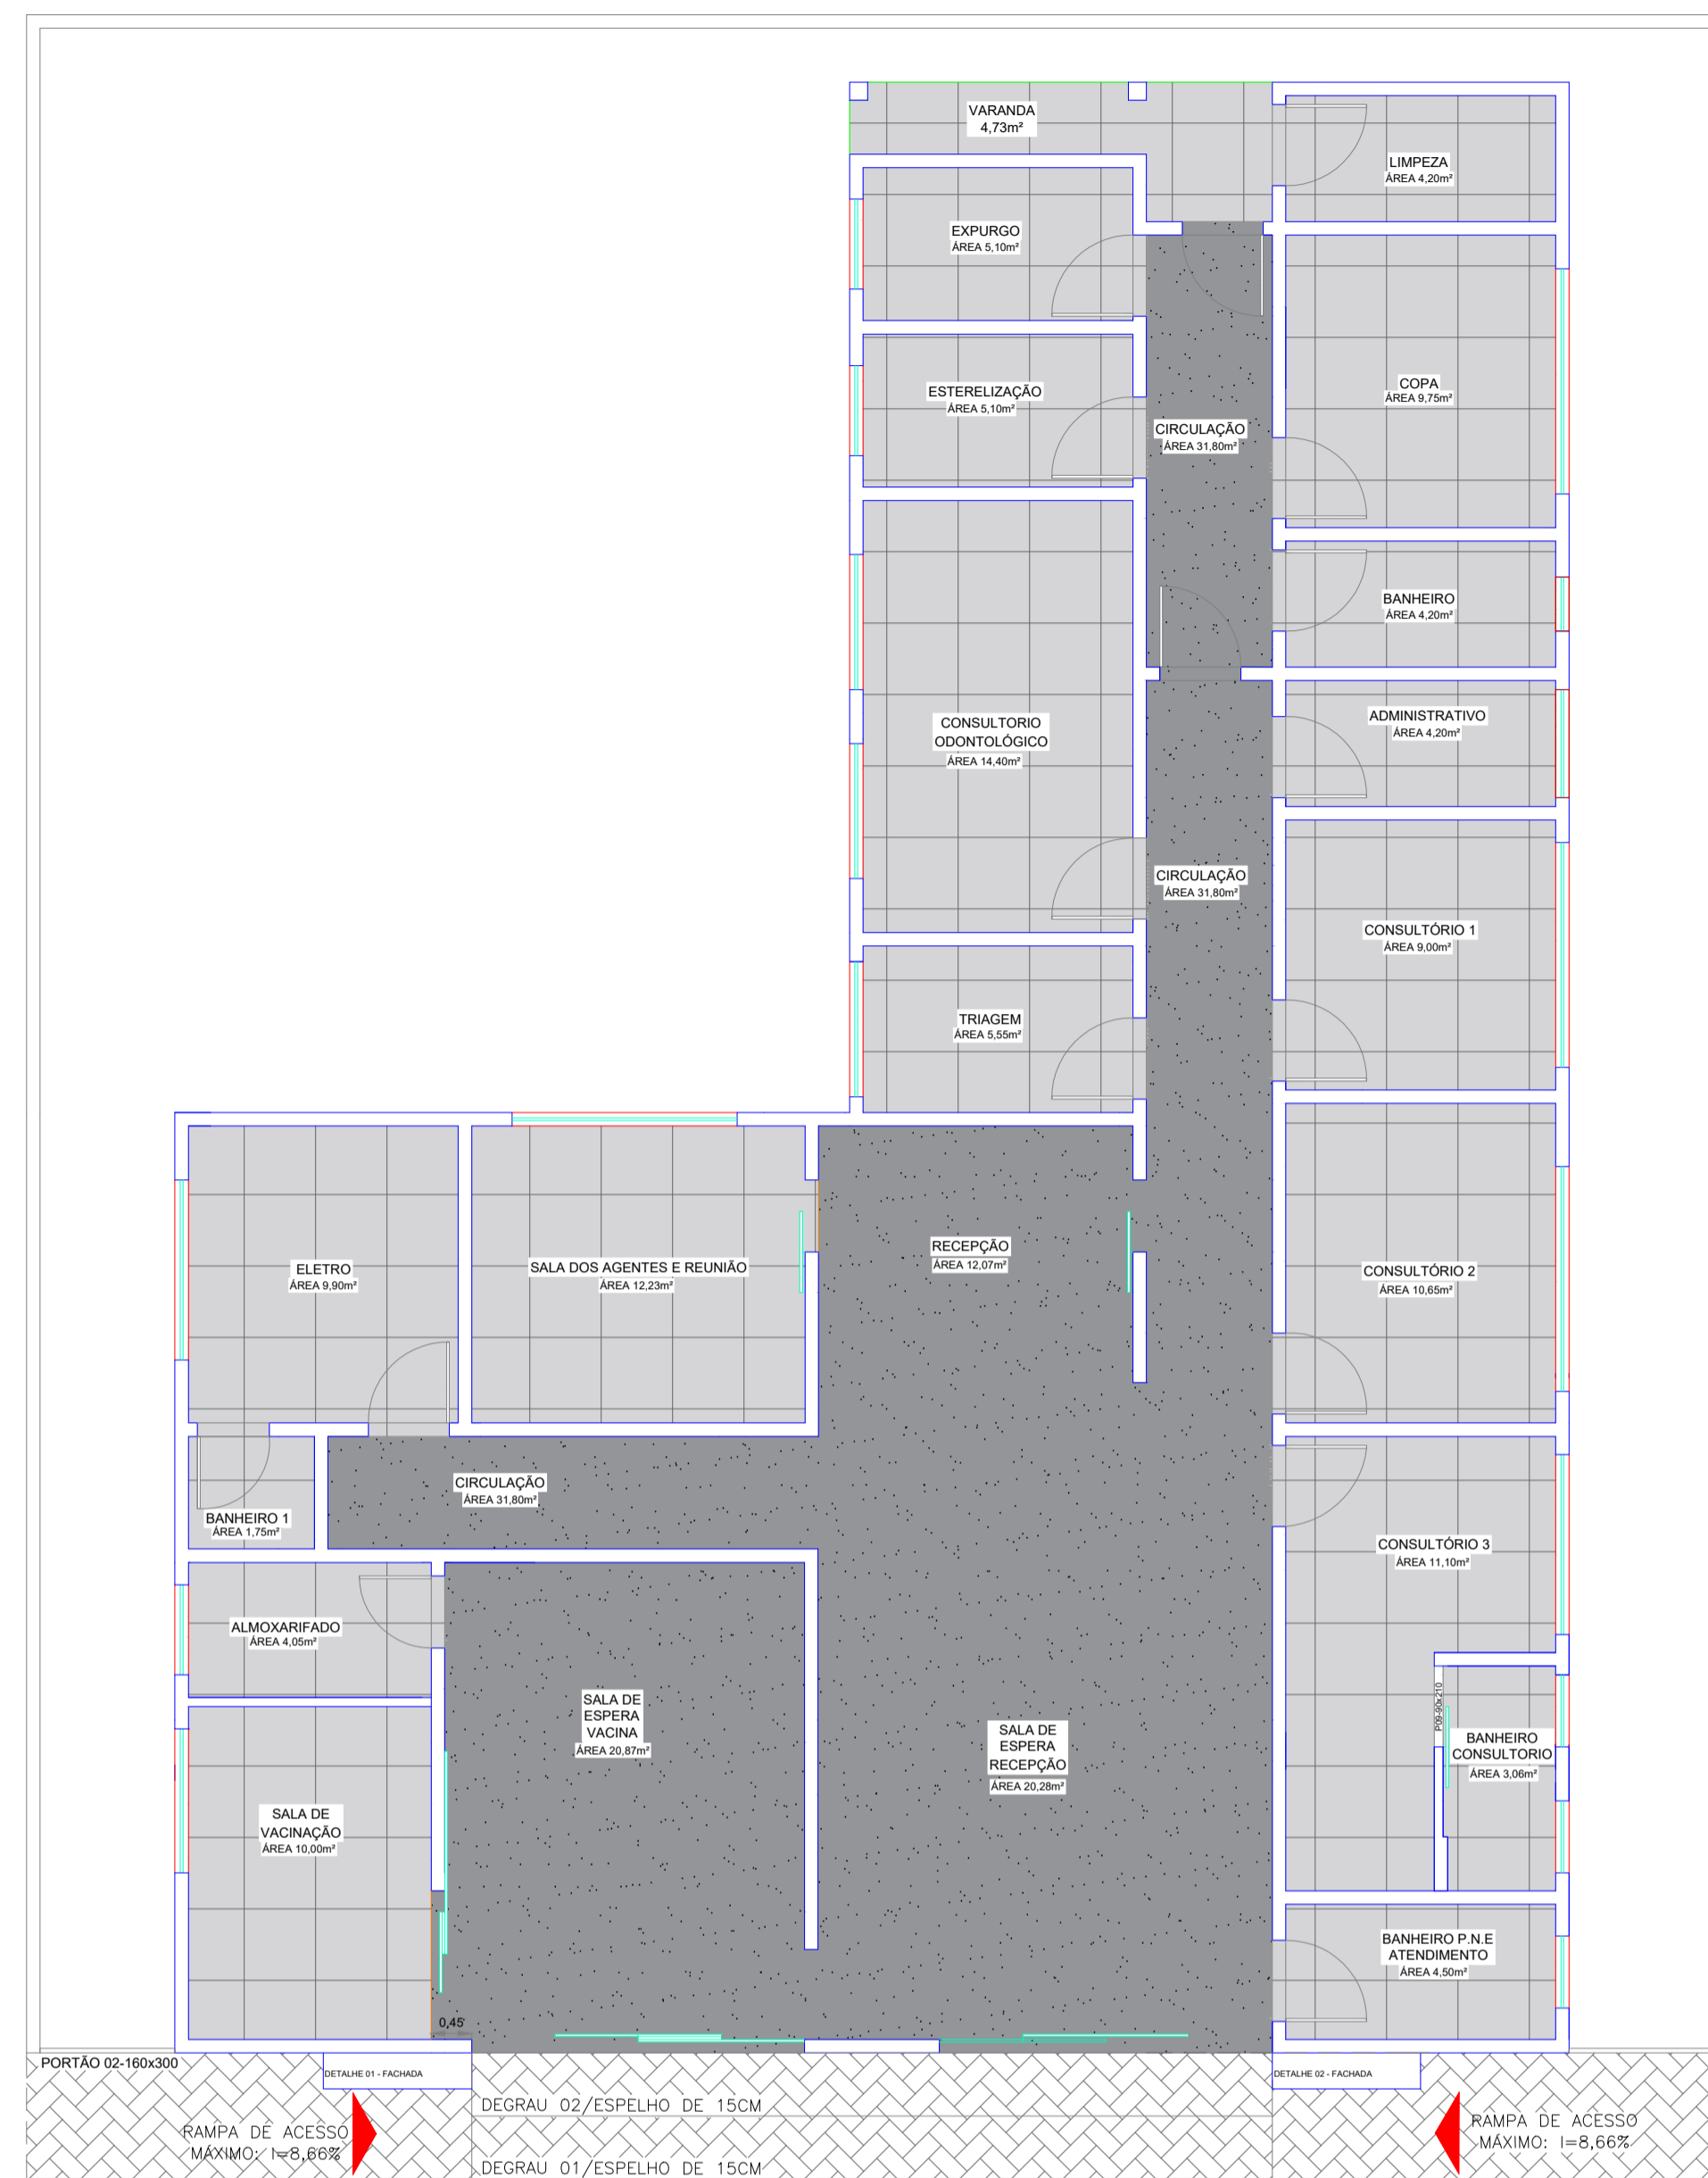 VARANDA
4,73m²
LIMPEZA
ÁREA 4,20m²
EXPURGO
ÁREA 5,10m²
ESTERELIZAÇÃO
ÁREA 5,10m²
COPA
ÁREA 9,75m²
CIRCULAÇÃO
ÁREA 31,80m²
BANHEIRO
ÁREA 4,20m²
CONSULTORIO
ODONTOLÓGICO
ÁREA 14,40m²
ADMINISTRATIVO
ÁREA 4,20m²
CIRCULAÇÃO
ÁREA 31,80m²
CONSULTÓRIO 1
ÁREA 9,00m²
TRIAGEM
ÁREA 5,55m²
ELETRO
ÁREA 9,90m²
SALA DOS AGENTES E REUNIÃO
ÁREA 12,23m²
RECEPÇÃO
ÁREA 12,07m²
CONSULTÓRIO 2
ÁREA 10,65m²
CIRCULAÇÃO
ÁREA 31,80m²
BANHEIRO 1
ÁREA 1,75m²
CONSULTÓRIO 3
ÁREA 11,10m²
ALMOXARIFADO
ÁREA 4,05m²
SALA DE
ESPERA
VACINA
ÁREA 20,87m²
SALA DE
ESPERA
RECEPÇÃO
ÁREA 20,28m²
P09-90x210
BANHEIRO
CONSULTORIO
ÁREA 3,06m²
SALA DE
VACINAÇÃO
ÁREA 10,00m²
BANHEIRO P.N.E
ATENDIMENTO
ÁREA 4,50m²
0,45
PORTÃO 02-160x300
DETALHE 01 - FACHADA
DETALHE 02 - FACHADA
DEGRAU 02/ESPELHO DE 15CM
RAMPA DE ACESSO
MÁXIMO: I=8,66%
RAMPA DE ACESSO
MÁXIMO: I=8,66%
DEGRAU 01/ESPELHO DE 15CM